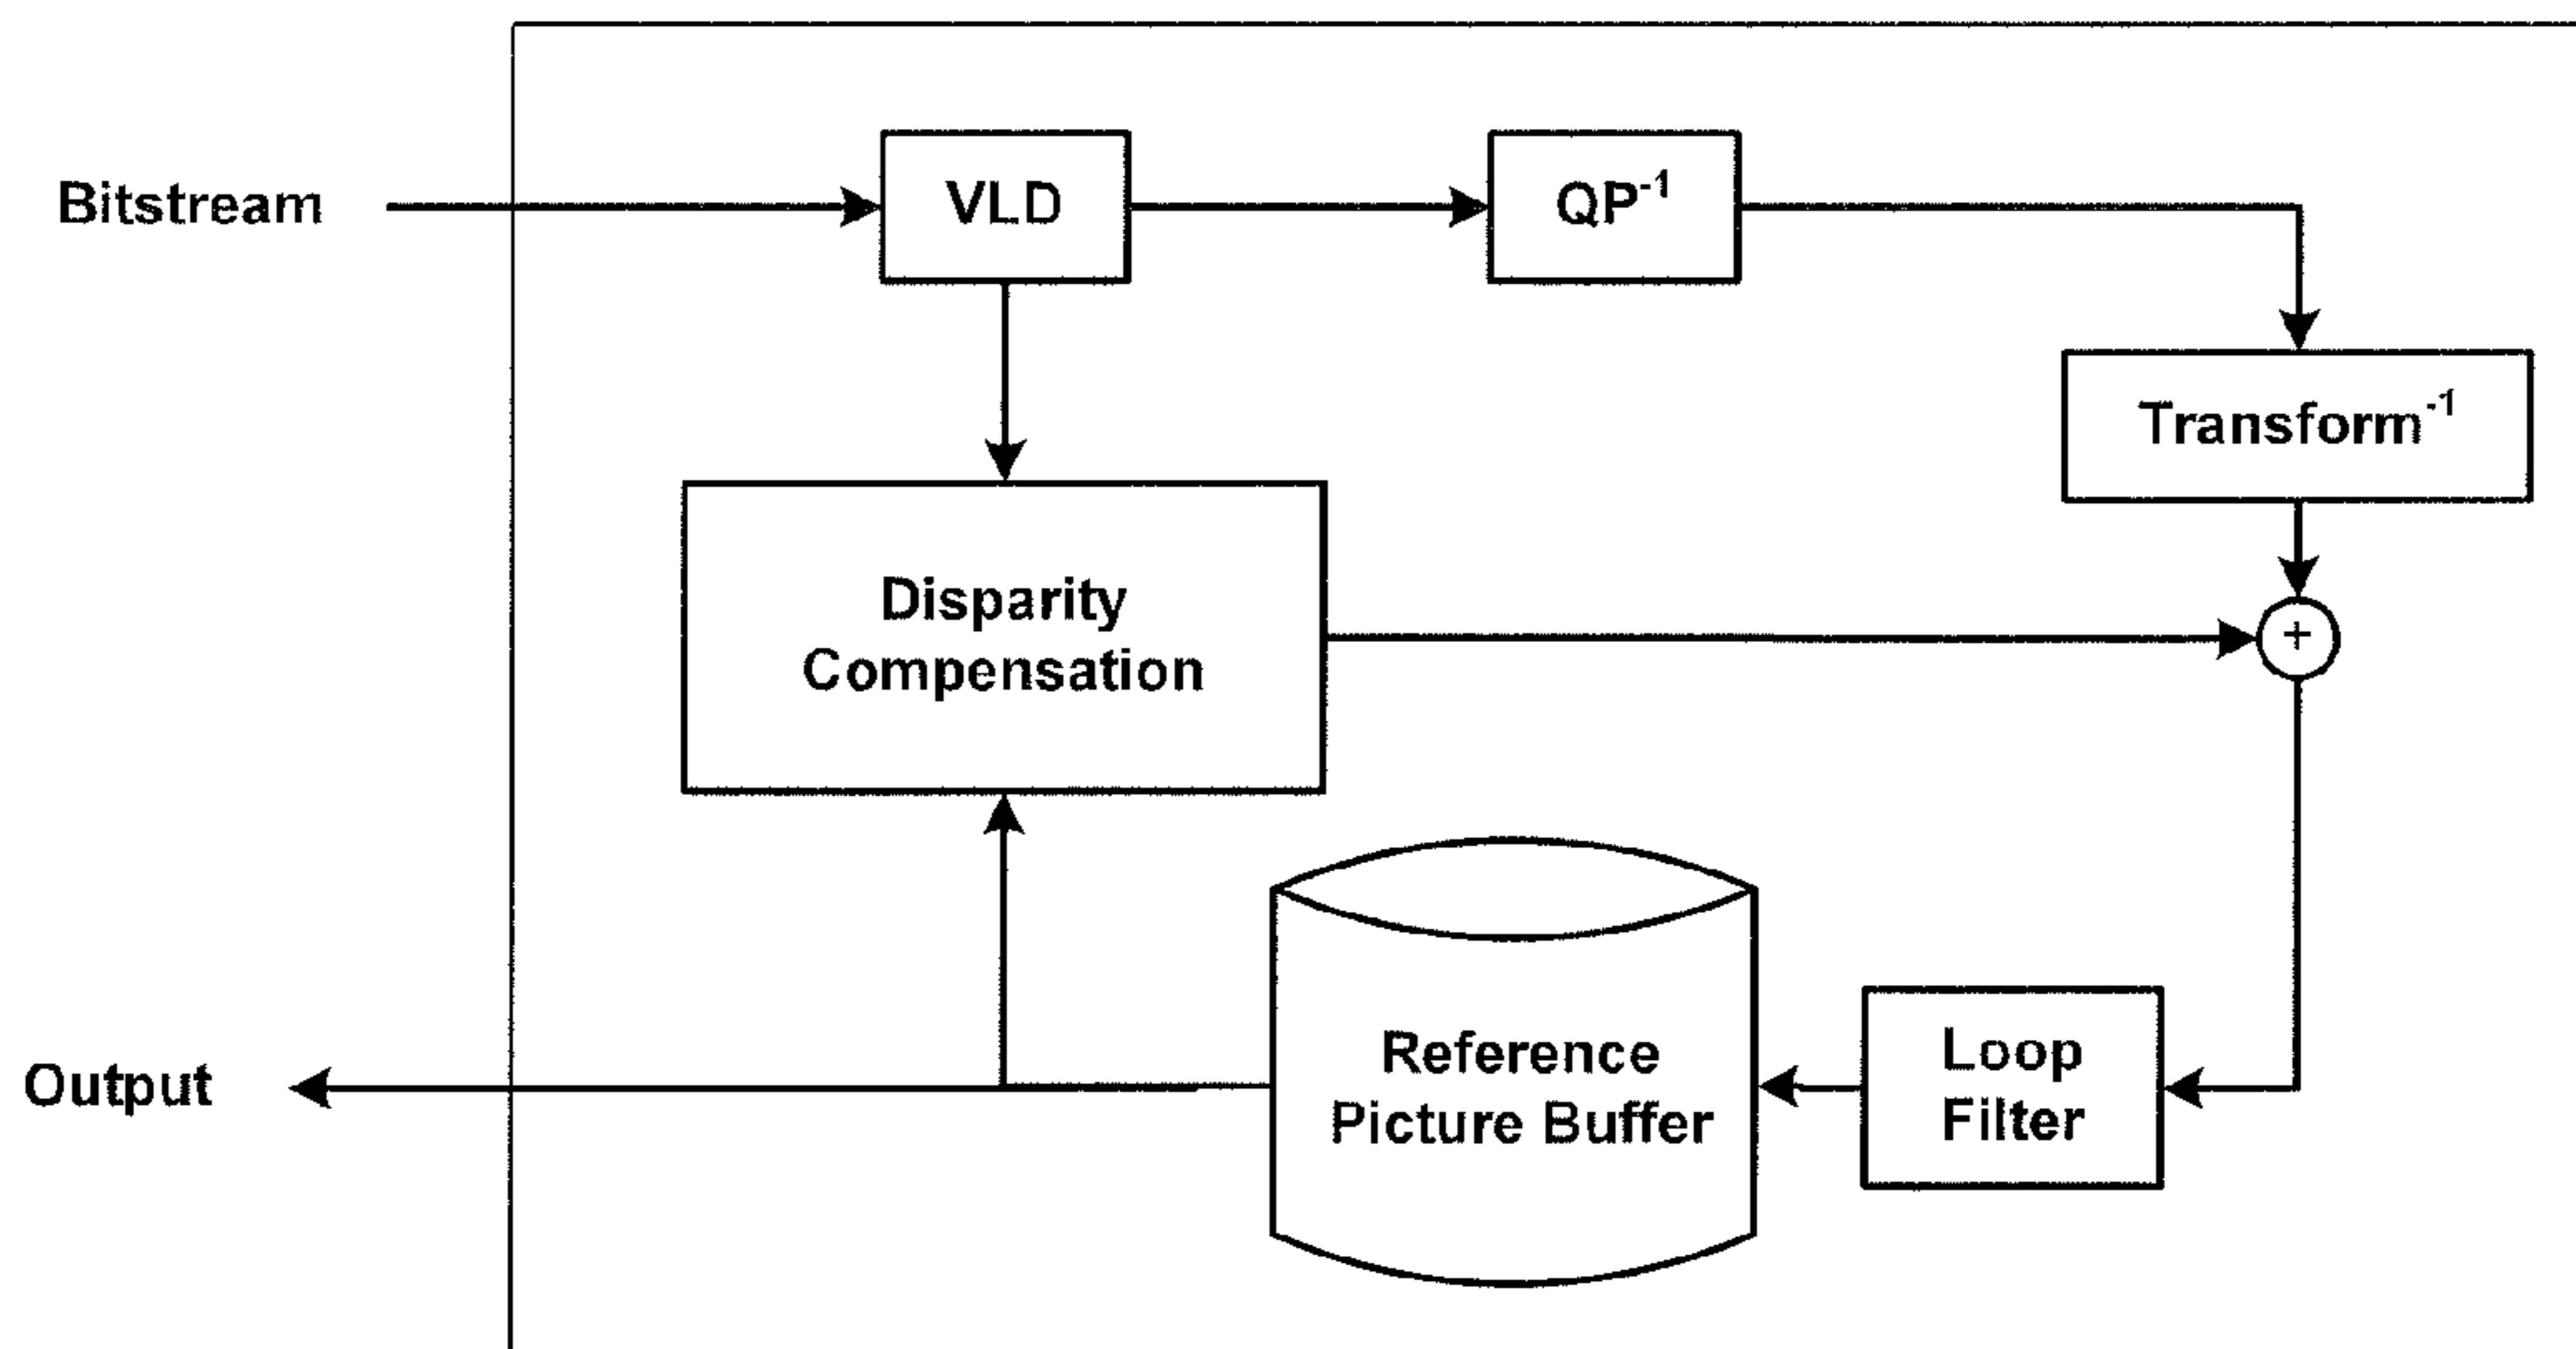 Bitstream
VLD
QP⁻¹
Transform⁻¹
Disparity
Compensation
+
Reference
Picture Buffer
Loop
Filter
Output